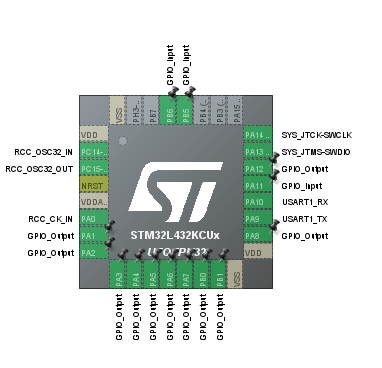 GPIO_Input
GPIO_Input
VSS
PH3-...
PB7
PB6
PB5
PB4 (...
PB3 (...
PA15...
VDD
PA14...
SYS_JTCK-SWCLK
RCC_OSC32_IN
PC14-...
PA13...
SYS_JTMS-SWDIO
RCC_OSC32_OUT
PC15-...
PA12
GPIO_Output
NRST
PA11
GPIO_Input
VDDA...
PA10
USART1_RX
RCC_CK_IN
PA0
PA9
USART1_TX
GPIO_Output
PA1
STM32L432KCUx
PA8
GPIO_Output
GPIO_Output
PA2
UFQFPN32
VDD
PA3
PA4
PA5
PA6
PA7
PB0
PB1
VSS
GPIO_Output
GPIO_Output
GPIO_Output
GPIO_Output
GPIO_Output
GPIO_Output
GPIO_Output